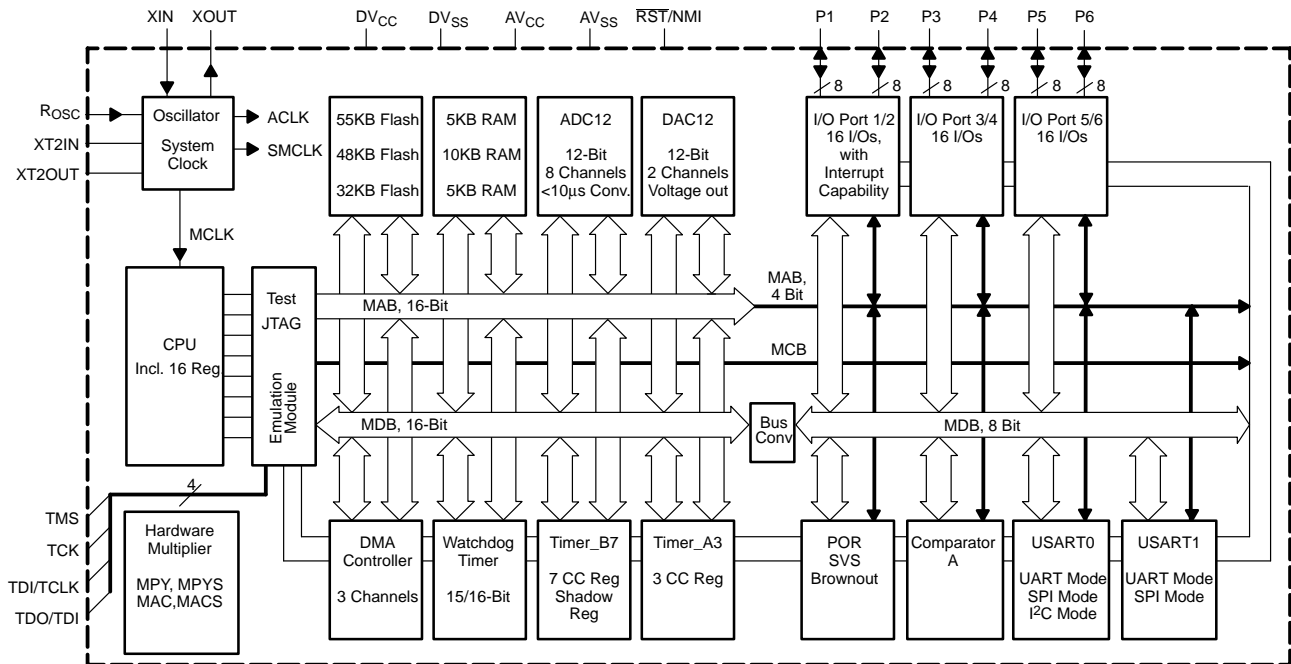 XIN
XOUT
DVCC
DVSS
AVCC
AVSS
RST/NMI
P1
P2
P3
P4
P5
P6
8
8
8
8
8
8
ROSC
XT2IN
XT2OUT
Oscillator
System
Clock
ACLK
SMCLK
MCLK
55KB Flash
48KB Flash
32KB Flash
5KB RAM
10KB RAM
5KB RAM
ADC12
12-Bit
8 Channels
<10μs Conv.
DAC12
12-Bit
2 Channels
Voltage out
I/O Port 1/2
16 I/Os,
with
Interrupt
Capability
I/O Port 3/4
16 I/Os
I/O Port 5/6
16 I/Os
CPU
Incl. 16 Reg.
Test
JTAG
Emulation
Module
MAB, 16-Bit
MAB,
4 Bit
MCB
MDB, 16-Bit
Bus
Conv
MDB, 8 Bit
4
TMS
TCK
TDI/TCLK
TDO/TDI
Hardware
Multiplier
MPY, MPYS
MAC,MACS
DMA
Controller
3 Channels
Watchdog
Timer
15/16-Bit
Timer_B7
7 CC Reg
Shadow
Reg
Timer_A3
3 CC Reg
POR
SVS
Brownout
Comparator
A
USART0
UART Mode
SPI Mode
I2C Mode
USART1
UART Mode
SPI Mode